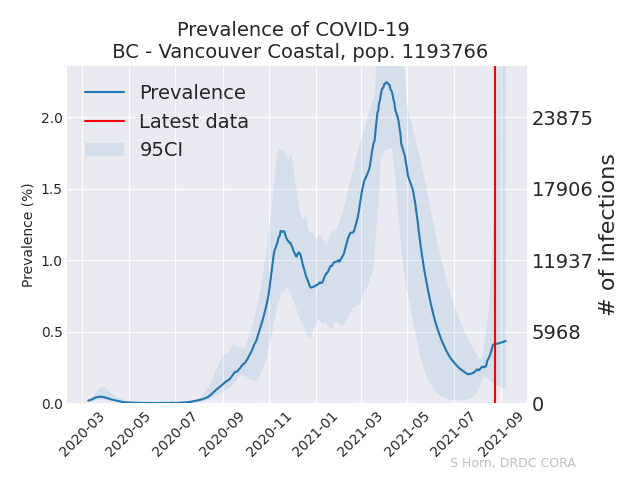 Prevalence of COVID-19
BC - Vancouver Coastal, pop. 1193766
Prevalence
Latest data
95CI
Prevalence (%)
2.0
1.5
1.0
0.5
0.0
23875
17906
11937
5968
0
# of infections
2020-03
2020-05
2020-07
2020-09
2020-11
2021-01
2021-03
2021-05
2021-07
2021-09
S Horn, DRDC CORA